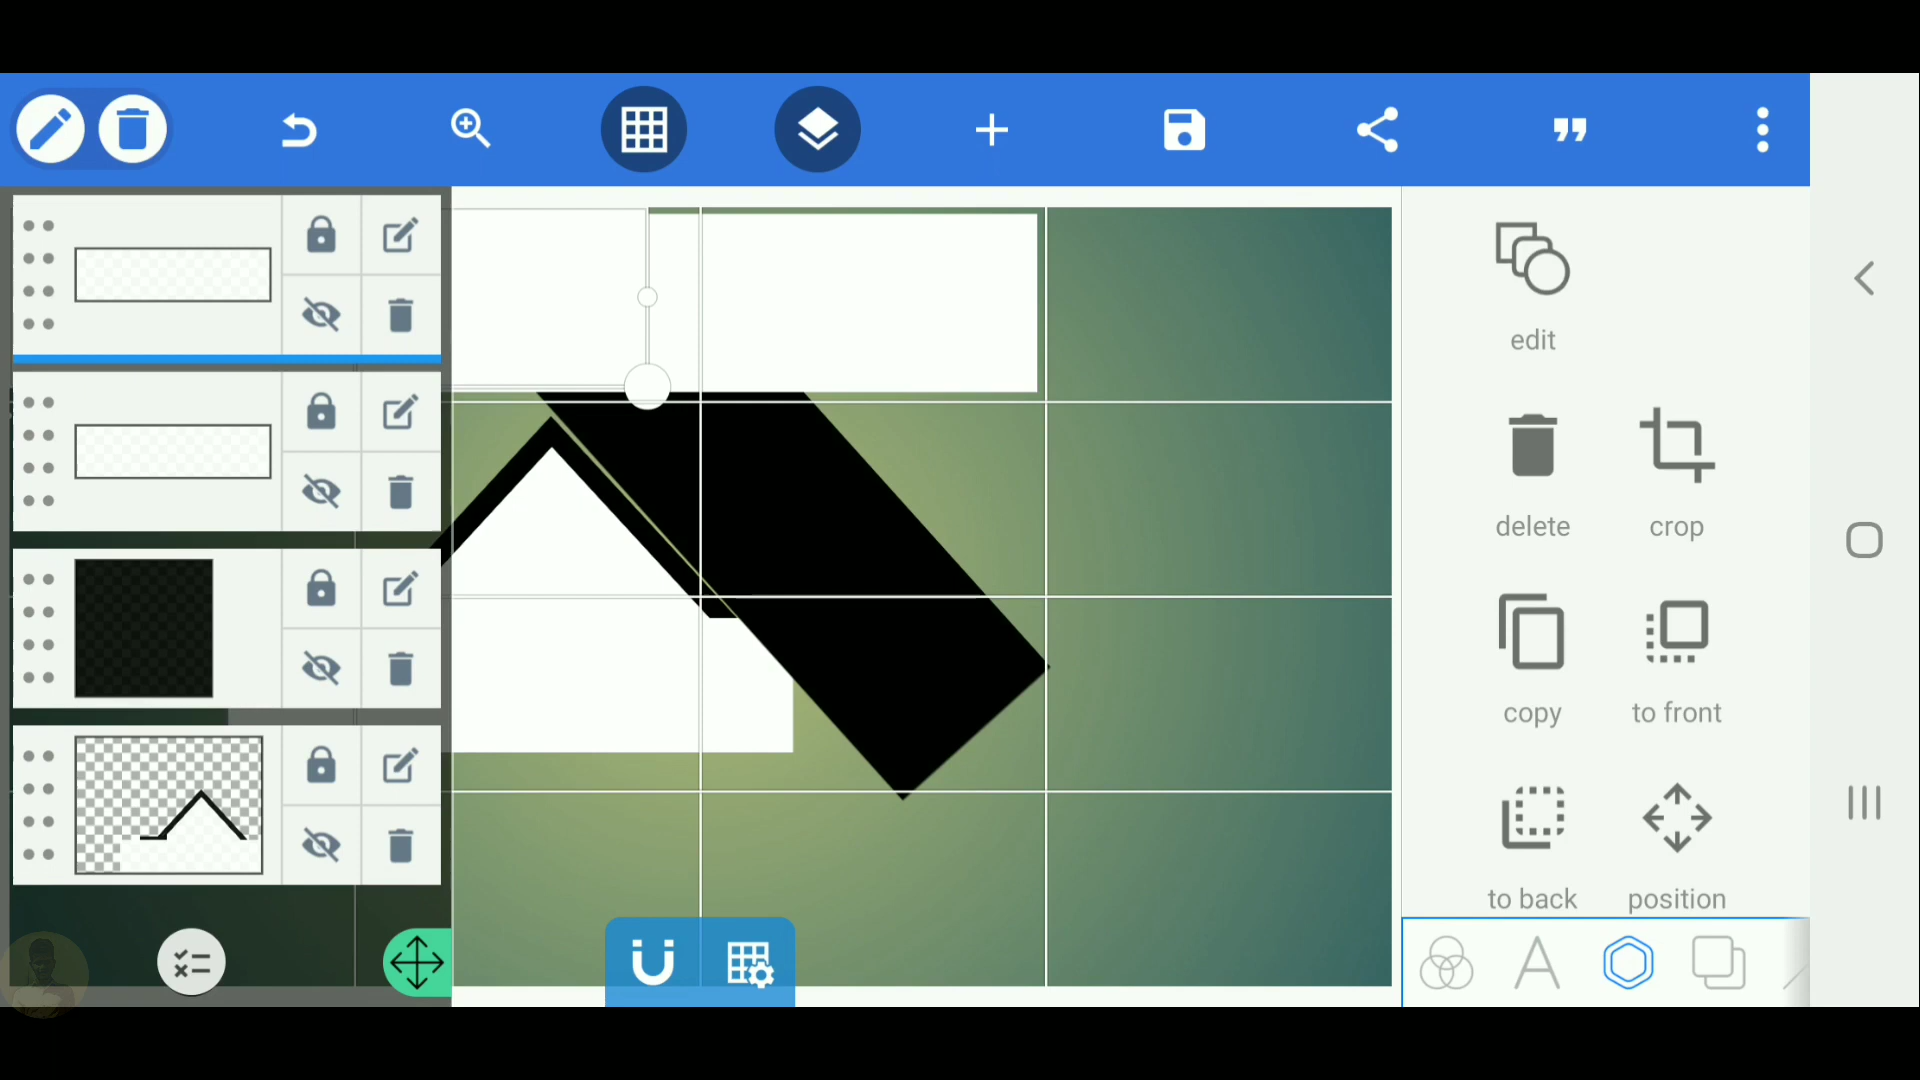 edit
delete
crop
copy
to front
to back
position